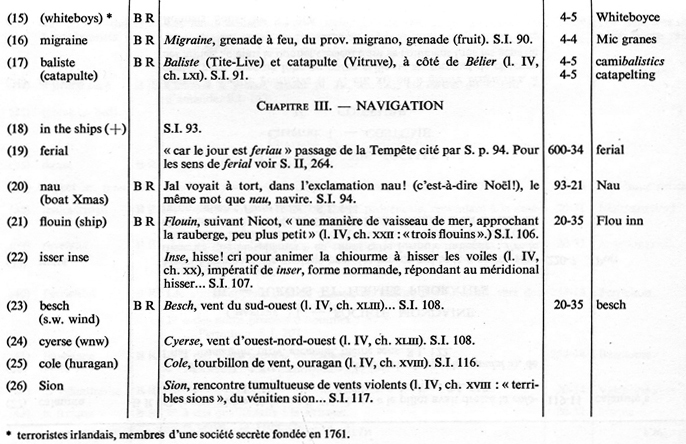 (15) (whiteboys) * B R 4-5 Whiteboyce
(16) migraine B R Migraine, grenade à feu, du prov. migrano, grenade (fruit). S.I. 90. 4-4 Mic granes
(17) baliste B R Baliste (Tite-Live) et catapulte (Vitruve), à côté de Bélier (l. IV, 4-5 camibalistics
(catapulte) ch. LXI). S.I. 91. 4-5 catapelting
CHAPITRE III. — NAVIGATION
(18) in the ships (+) S.I. 93.
(19) ferial « car le jour est feriau » passage de la Tempête cité par S. p. 94. Pour 600-34 ferial
les sens de ferial voir S. II, 264.
(20) nau B R Jal voyait à tort, dans l'exclamation nau! (c'est-à-dire Noël!), le 93-21 Nau
(boat Xmas) même mot que nau, navire. S.I. 94.
(21) flouin (ship) B R Flouin, suivant Nicot, « une manière de vaisseau de mer, approchant 20-35 Flou inn
la rauberge, peu plus petit » (l. IV, ch. XXII : « trois flouins ».) S.I. 106.
(22) isser inse Inse, hisse! cri pour animer la chiourme à hisser les voiles (l. IV,
ch. XX), impératif de inser, forme normande, répondant au méridional
hisser... S.I. 107.
(23) besch B R Besch, vent du sud-ouest (l. IV, ch. XLIII)... S.I. 108. 20-35 besch
(s.w. wind)
(24) cyerse (wnw) Cyerse, vent d'ouest-nord-ouest (l. IV, ch. XLIII). S.I. 108.
(25) cole (huragan) Cole, tourbillon de vent, ouragan (l. IV, ch. XVIII). S.I. 116.
(26) Sion Sion, rencontre tumultueuse de vents violents (l. IV, ch. XVIII : « terri-
bles sions », du vénitien sion... S.I. 117.
* terroristes irlandais, membres d'une société secrète fondée en 1761.